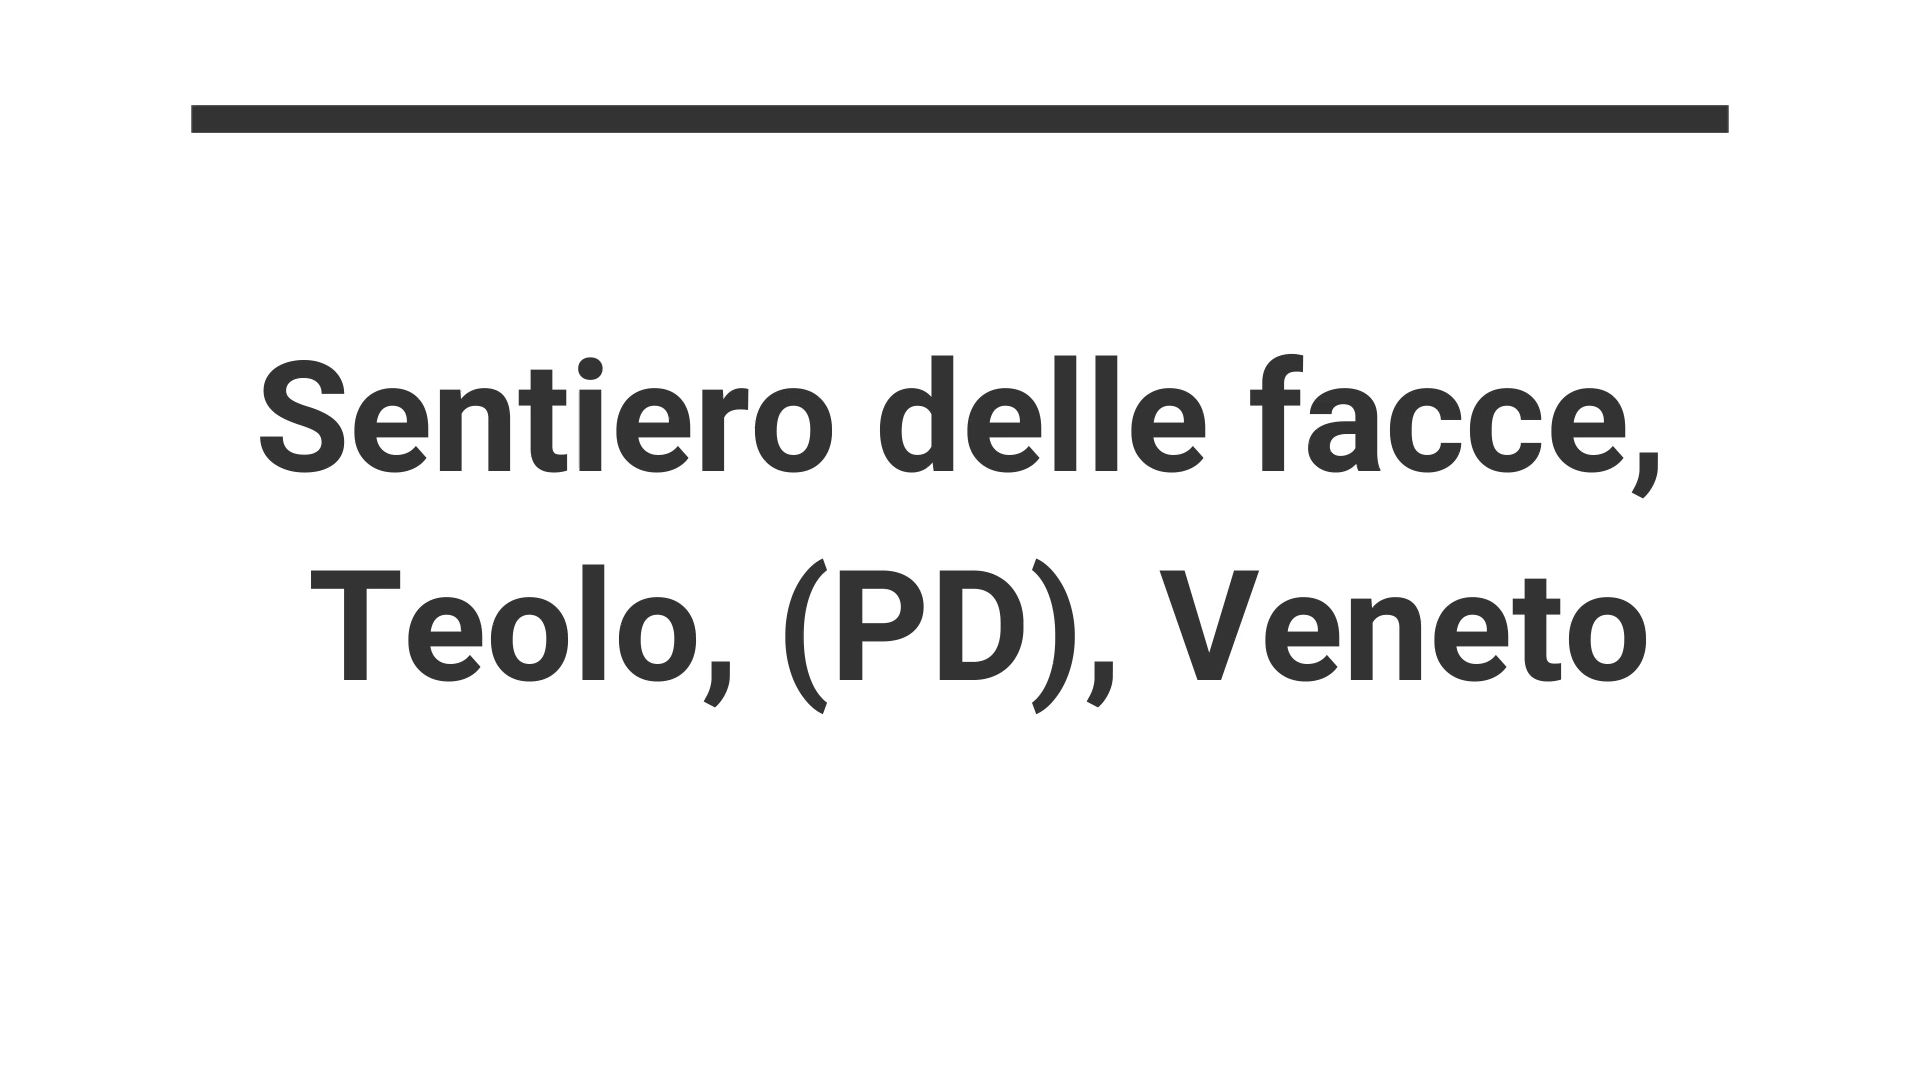 Sentiero delle facce,
Teolo, (PD), Veneto